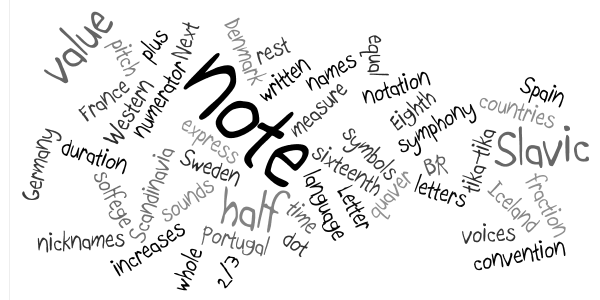 value
pitch
plus
Next
Denmark
rest
equal
France
Western
numerator
note
written
names
measure
notation
Eighth
symphony
Spain
countries
Slavic
Germany
duration
express
Sweden
symbols
sixteenth
BR
tika-tika
letters
quaver
solfege
Scandinavia
sounds
half
time
language
Letter
Iceland
fraction
nicknames
increases
whole
2/3
Portugal
dot
voices
convention